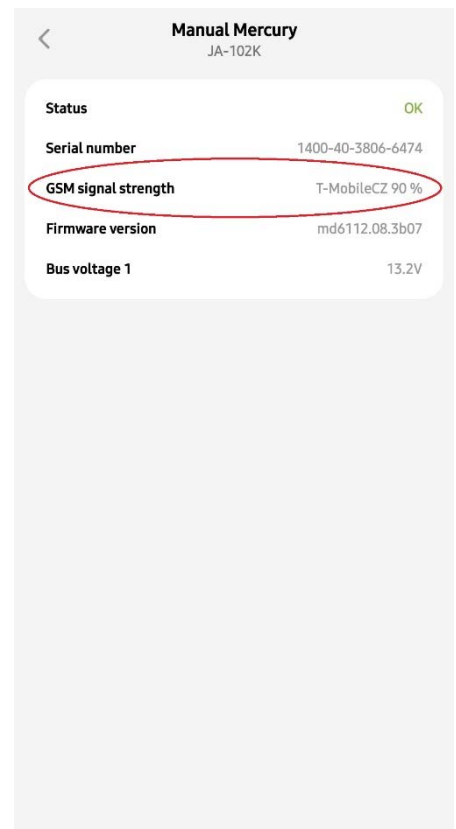 Manual Mercury
JA-102K
Status OK
Serial number 1400-40-3806-6474
GSM signal strength T-MobileCZ 90 %
Firmware version md6112.08.3b07
Bus voltage 1 13.2V